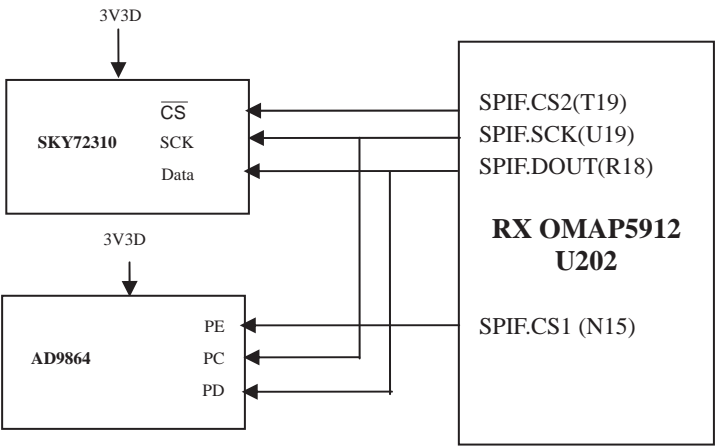 3V3D
SKY72310
CS
SCK
Data
3V3D
AD9864
PE
PC
PD
SPIF.CS2(T19)
SPIF.SCK(U19)
SPIF.DOUT(R18)
RX OMAP5912
U202
SPIF.CS1 (N15)